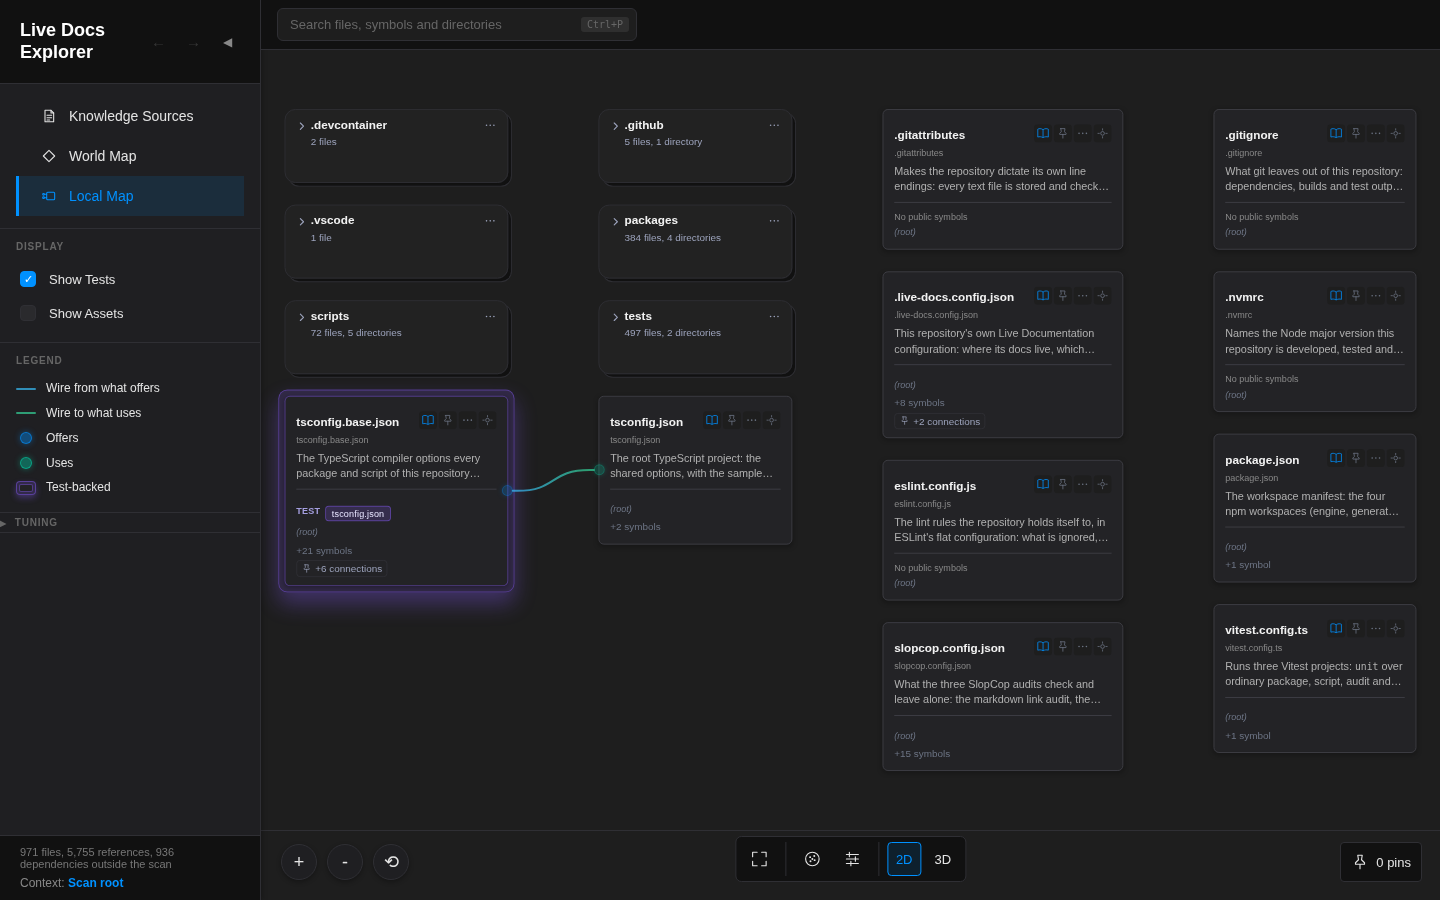 Live Docs
Explorer
Search files, symbols and directories
Ctrl+P
Knowledge Sources
World Map
Local Map
DISPLAY
Show Tests
Show Assets
LEGEND
Wire from what offers
Wire to what uses
Offers
Uses
Test-backed
TUNING
971 files, 5,755 references, 936
dependencies outside the scan
Context: Scan root
.devcontainer
2 files
.vscode
1 file
scripts
72 files, 5 directories
tsconfig.base.json
tsconfig.base.json
The TypeScript compiler options every
package and script of this repository…
TEST tsconfig.json
(root)
+21 symbols
+6 connections
.github
5 files, 1 directory
packages
384 files, 4 directories
tests
497 files, 2 directories
tsconfig.json
tsconfig.json
The root TypeScript project: the
shared options, with the sample…
(root)
+2 symbols
.gitattributes
.gitattributes
Makes the repository dictate its own line
endings: every text file is stored and check…
No public symbols
(root)
.live-docs.config.json
.live-docs.config.json
This repository's own Live Documentation
configuration: where its docs live, which…
(root)
+8 symbols
+2 connections
eslint.config.js
eslint.config.js
The lint rules the repository holds itself to, in
ESLint's flat configuration: what is ignored,…
No public symbols
(root)
slopcop.config.json
slopcop.config.json
What the three SlopCop audits check and
leave alone: the markdown link audit, the…
(root)
+15 symbols
.gitignore
.gitignore
What git leaves out of this repository:
dependencies, builds and test outp…
No public symbols
(root)
.nvmrc
.nvmrc
Names the Node major version this
repository is developed, tested and…
No public symbols
(root)
package.json
package.json
The workspace manifest: the four
npm workspaces (engine, generat…
(root)
+1 symbol
vitest.config.ts
vitest.config.ts
Runs three Vitest projects: unit over
ordinary package, script, audit and…
(root)
+1 symbol
+
-
2D
3D
0 pins